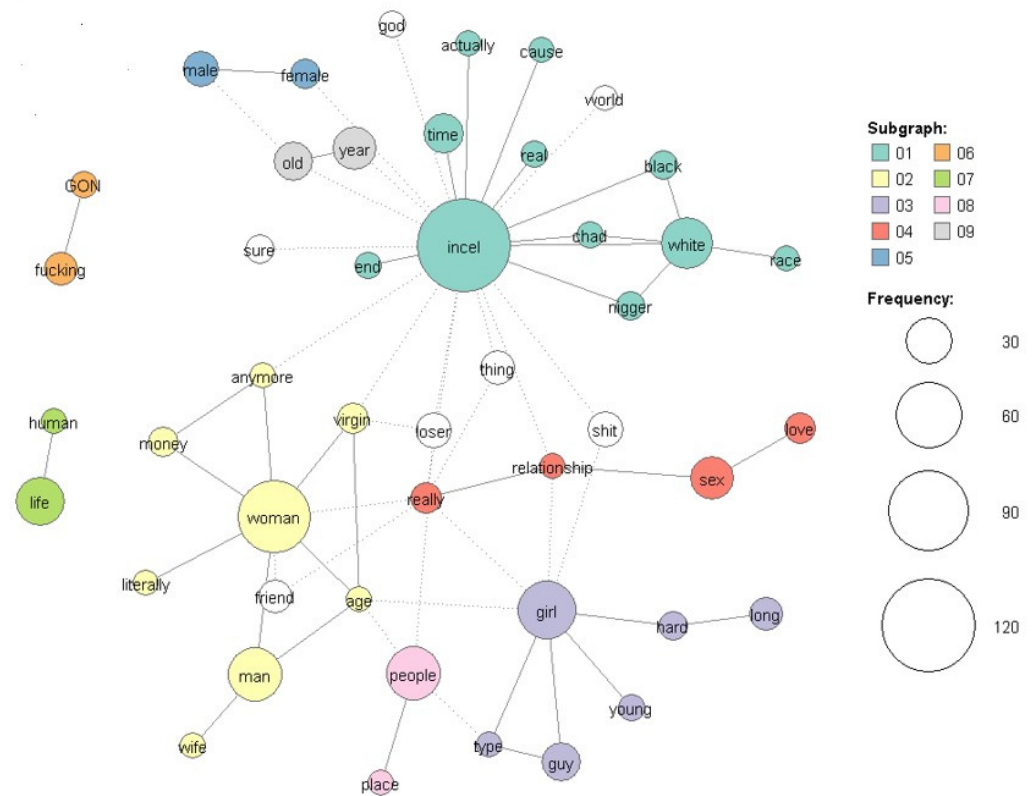 god
actually
cause
male
female
world
time
old
year
real
black
GON
sure
incel
chad
white
fucking
end
race
nigger
thing
anymore
human
virgin
loser
shit
love
money
relationship
life
really
sex
woman
literally
friend
age
girl
hard
long
man
people
young
wife
type
guy
place
Subgraph:
01 06
02 07
03 08
04 09
05
Frequency:
30
60
90
120